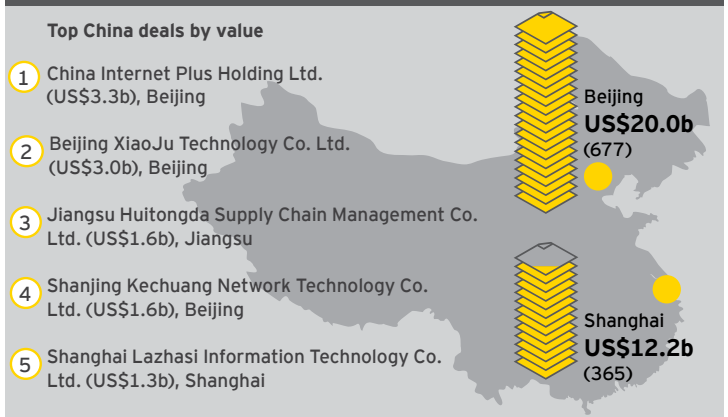 Top China deals by value
1 China Internet Plus Holding Ltd.
(US$3.3b), Beijing
2 Beijing XiaoJu Technology Co. Ltd.
(US$3.0b), Beijing
3 Jiangsu Huitongda Supply Chain Management Co.
Ltd. (US$1.6b), Jiangsu
4 Shanjing Kechuang Network Technology Co.
Ltd. (US$1.6b), Beijing
5 Shanghai Lazhasi Information Technology Co.
Ltd. (US$1.3b), Shanghai
Beijing
US$20.0b
(677)
Shanghai
US$12.2b
(365)